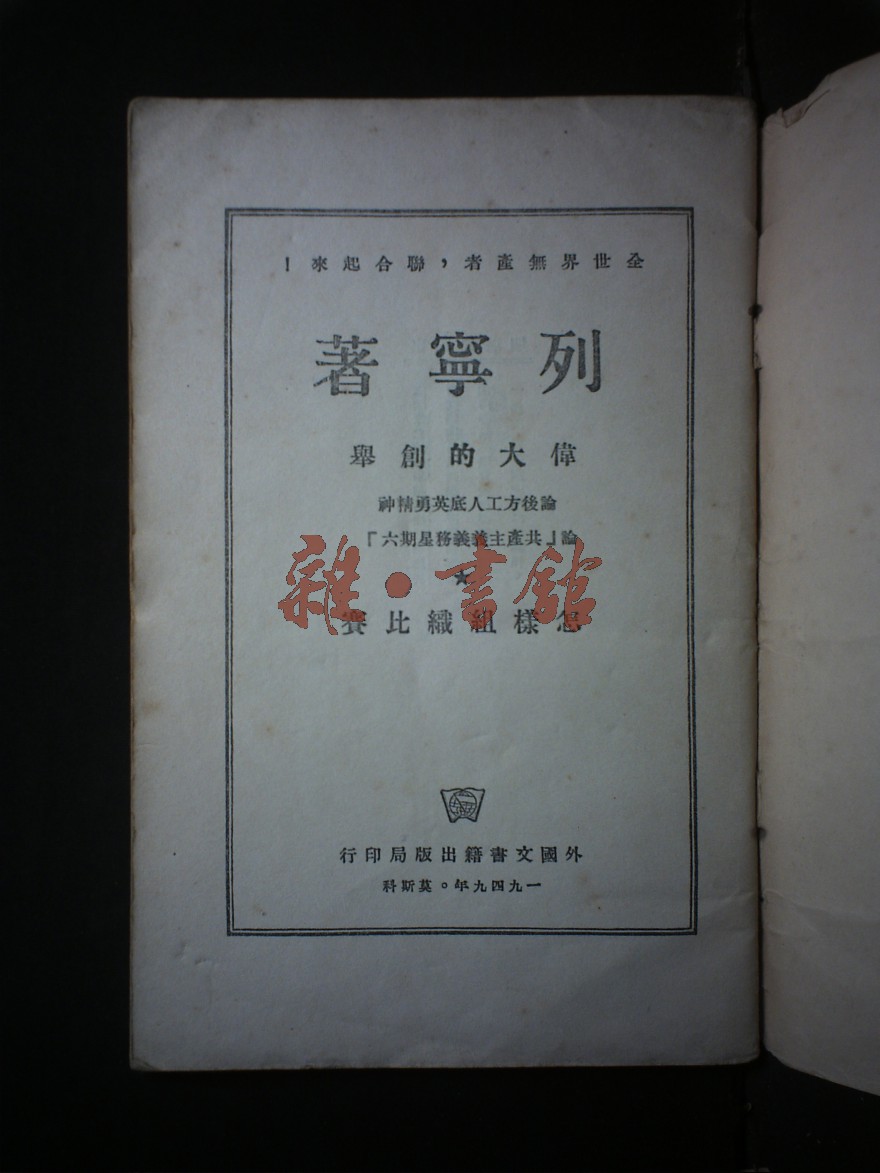 全世界無產者，聯合起來！
列寧著
偉大的創舉
論後方工人底英勇精神
論『共產主義義務星期六』
★
怎樣組織比賽
雜·書館
外國文書籍出版局印行
一九四九年。莫斯科